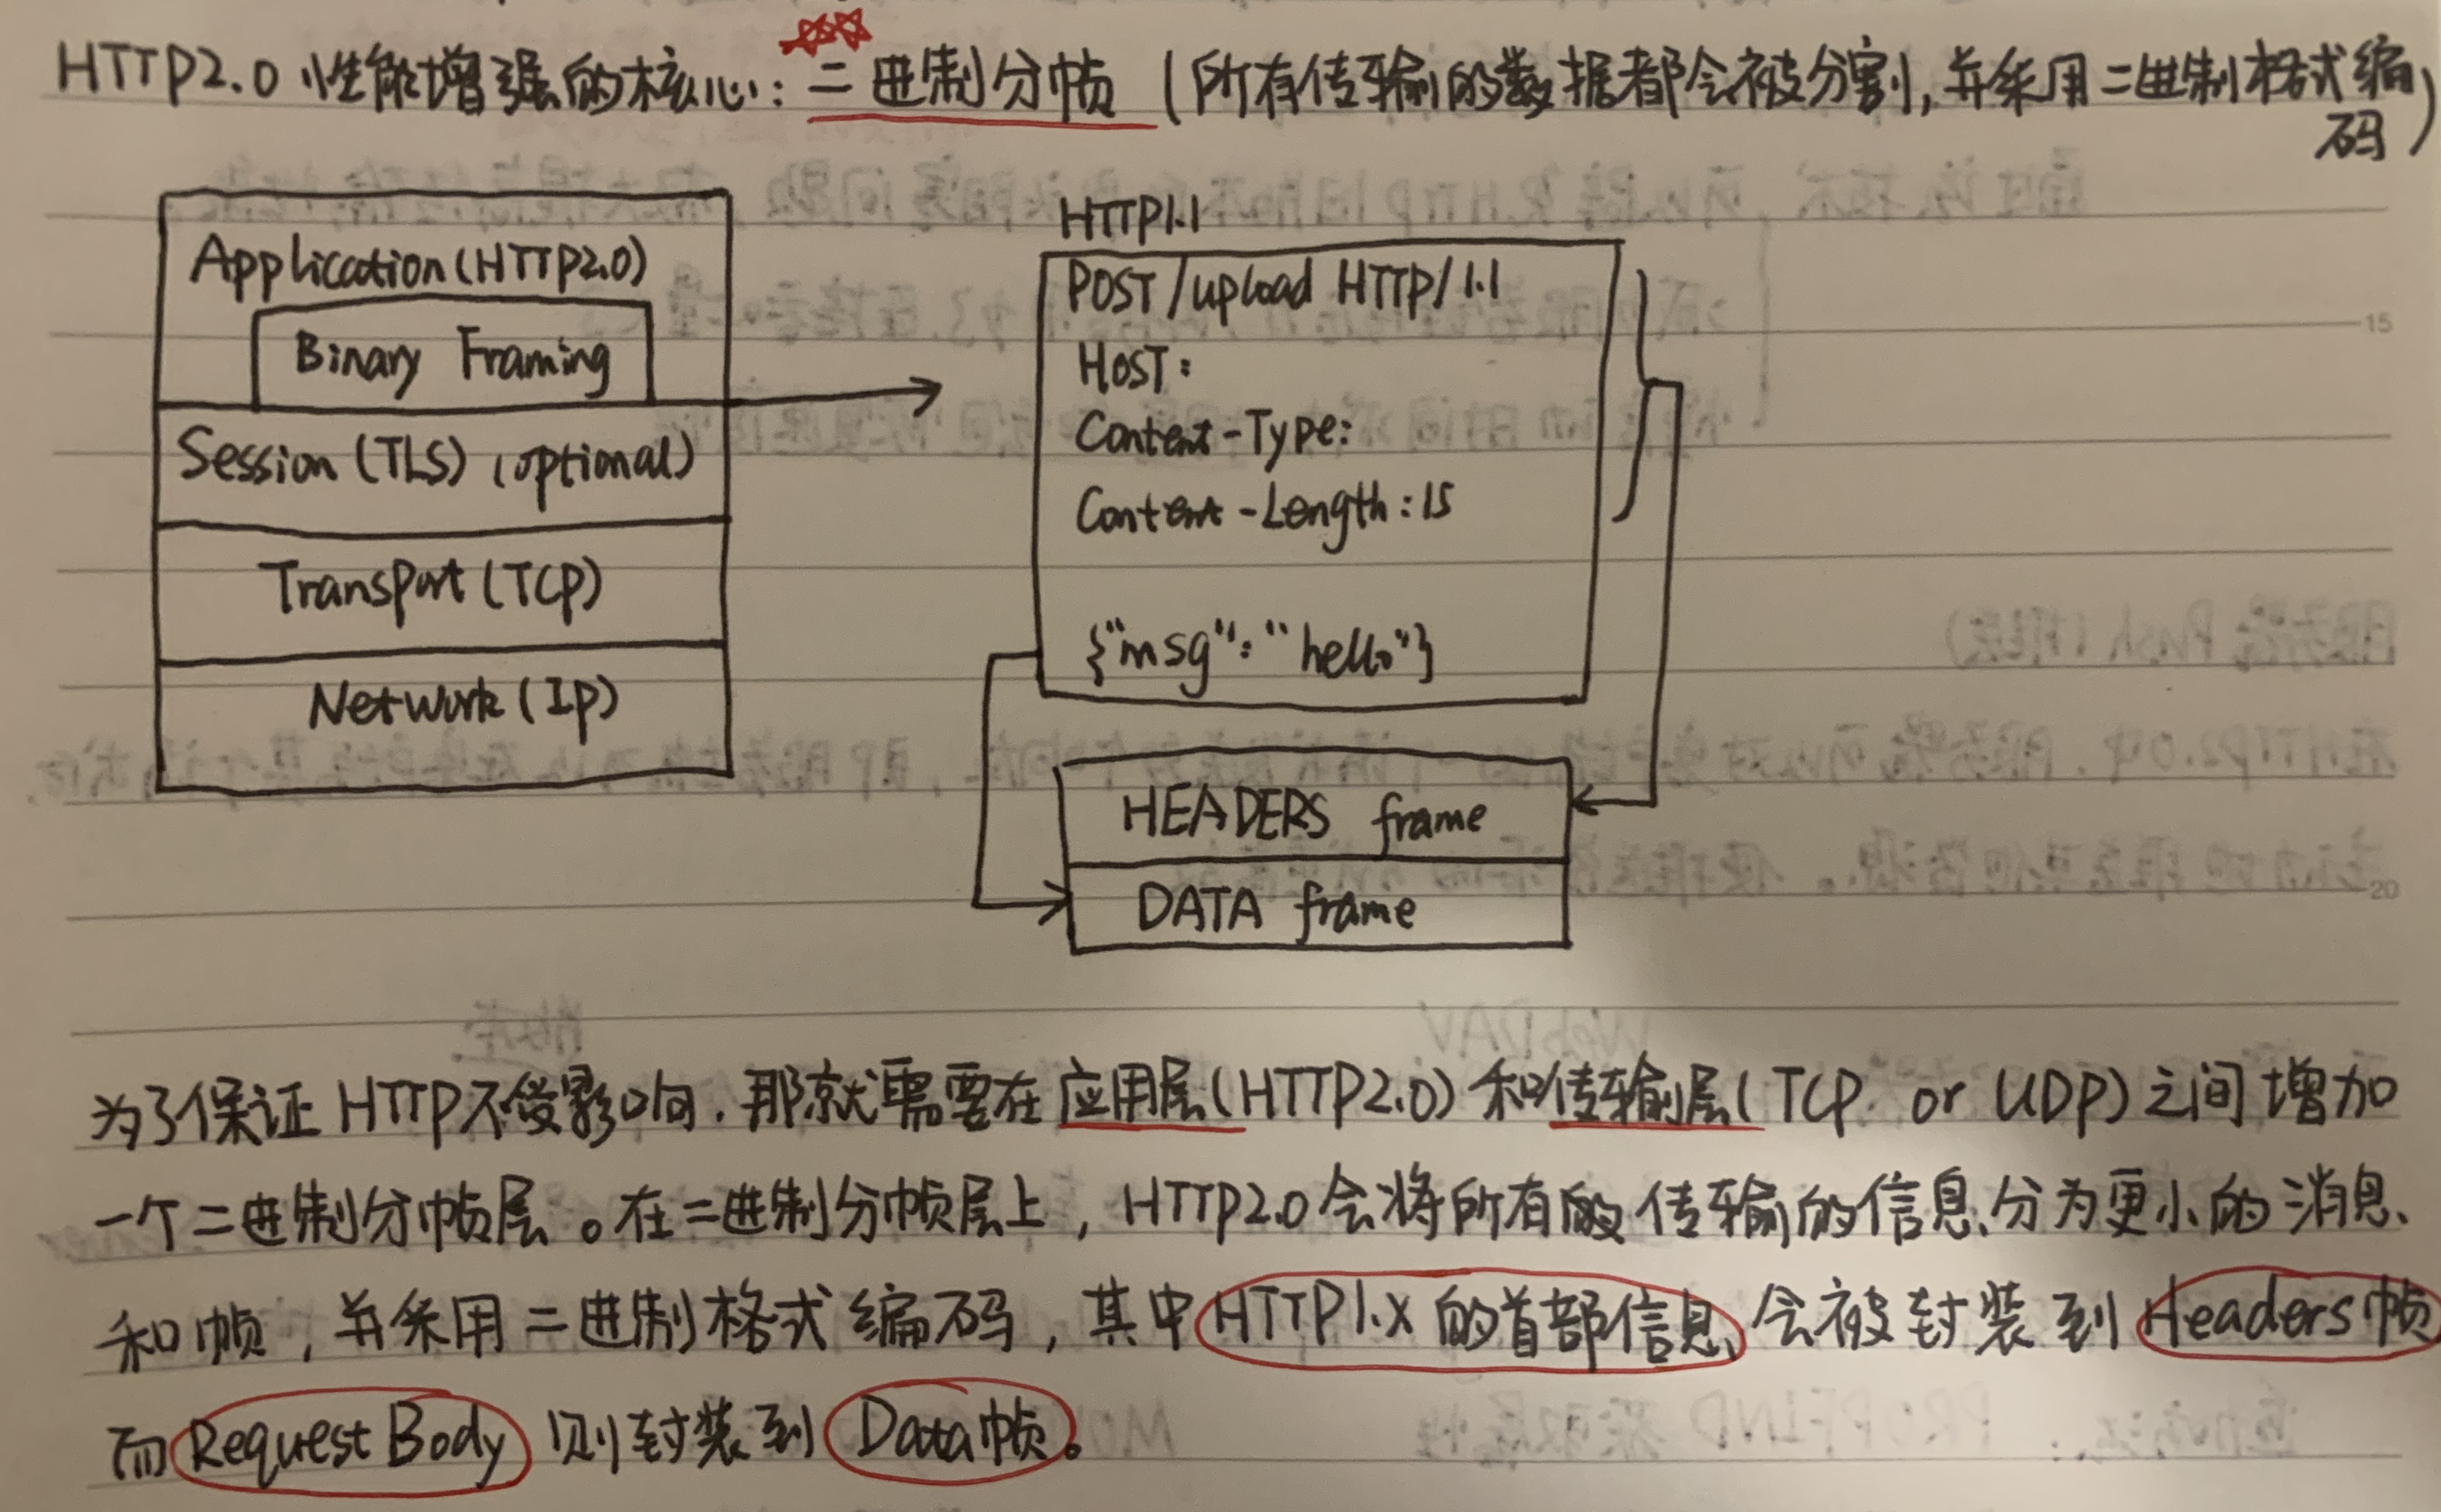 HTTP2.0 性能增强的核心：二进制分帧（所有传输的数据都会被分割，并采用二进制格式编
码）
Application(HTTP2.0)
Binary Framing
Session(TLS) (optional)
Transport(TCP)
Network(IP)
HTTP1.1
POST /upload HTTP/1.1
HOST:
Content-Type:
Content-Length:15
{"msg":"hello"}
HEADERS frame
DATA frame
为了保证HTTP不受影响，那就需要在应用层(HTTP2.0)和传输层(TCP or UDP)之间增加
一个二进制分帧层。在二进制分帧层上，HTTP2.0会将所有的传输的信息分为更小的消息
和帧，并采用二进制格式编码，其中HTTP1.X的首部信息会被封装到Headers帧
而Request Body则封装到Data帧。
15
20